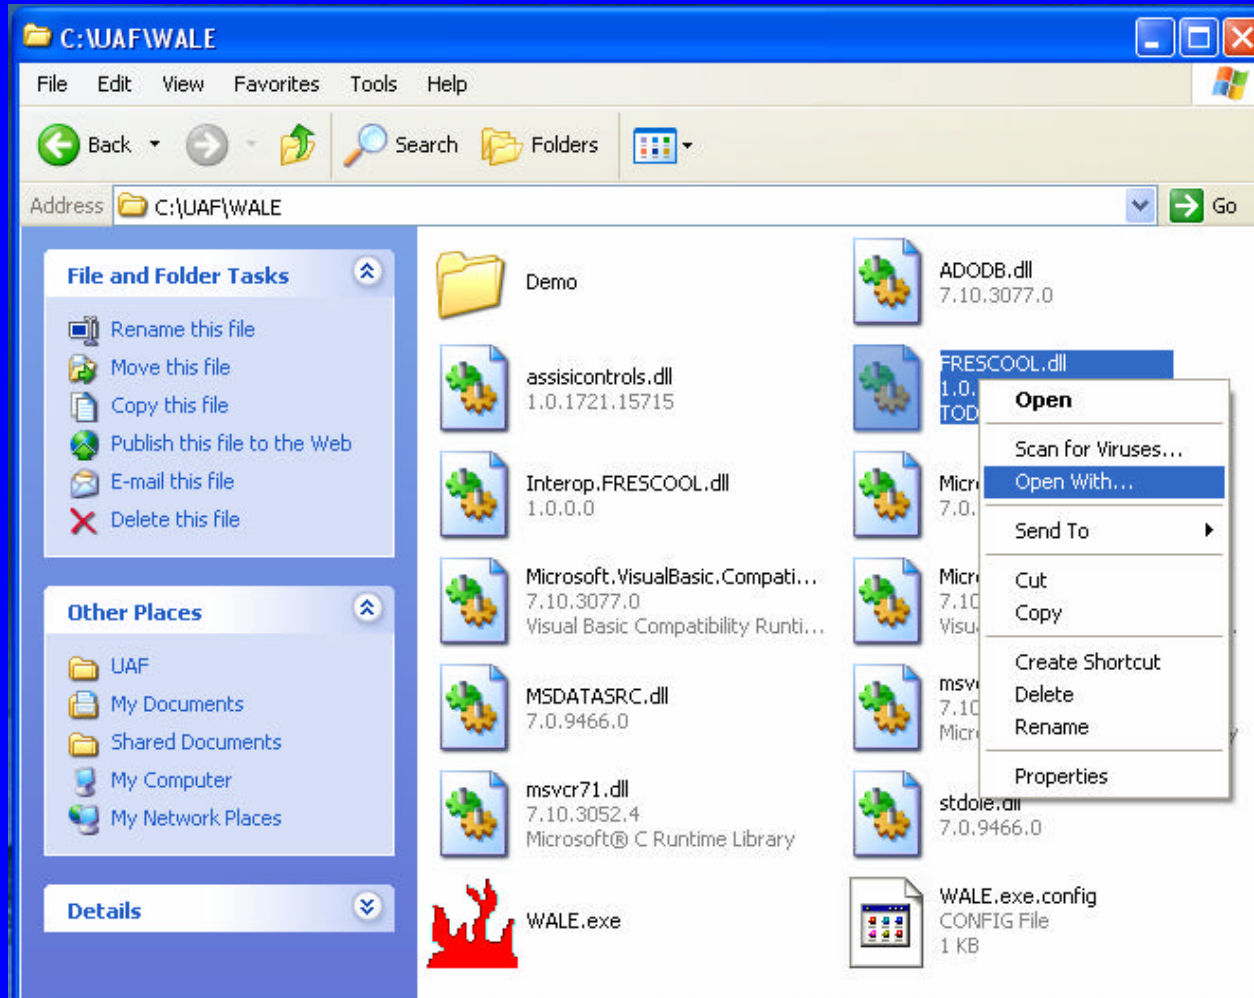 C:\UAF\WALE
File Edit View Favorites Tools Help
Back Search Folders
Address C:\UAF\WALE Go
File and Folder Tasks
Rename this file
Move this file
Copy this file
Publish this file to the Web
E-mail this file
Delete this file
Other Places
UAF
My Documents
Shared Documents
My Computer
My Network Places
Details
Demo
ADODB.dll
7.10.3077.0
assisicontrols.dll
1.0.1721.15715
FRESCOOL.dll
1.0.
TOD
Interop.FRESCOOL.dll
1.0.0.0
Micr
7.0.
Microsoft.VisualBasic.Compati...
7.10.3077.0
Visual Basic Compatibility Runti...
Micr
7.10
Visu
MSDATASRC.dll
7.0.9466.0
msv
7.10
Micr
msvcr71.dll
7.10.3052.4
Microsoft® C Runtime Library
stdole.dll
7.0.9466.0
WALE.exe
WALE.exe.config
CONFIG File
1 KB
Open
Scan for Viruses...
Open With...
Send To
Cut
Copy
Create Shortcut
Delete
Rename
Properties